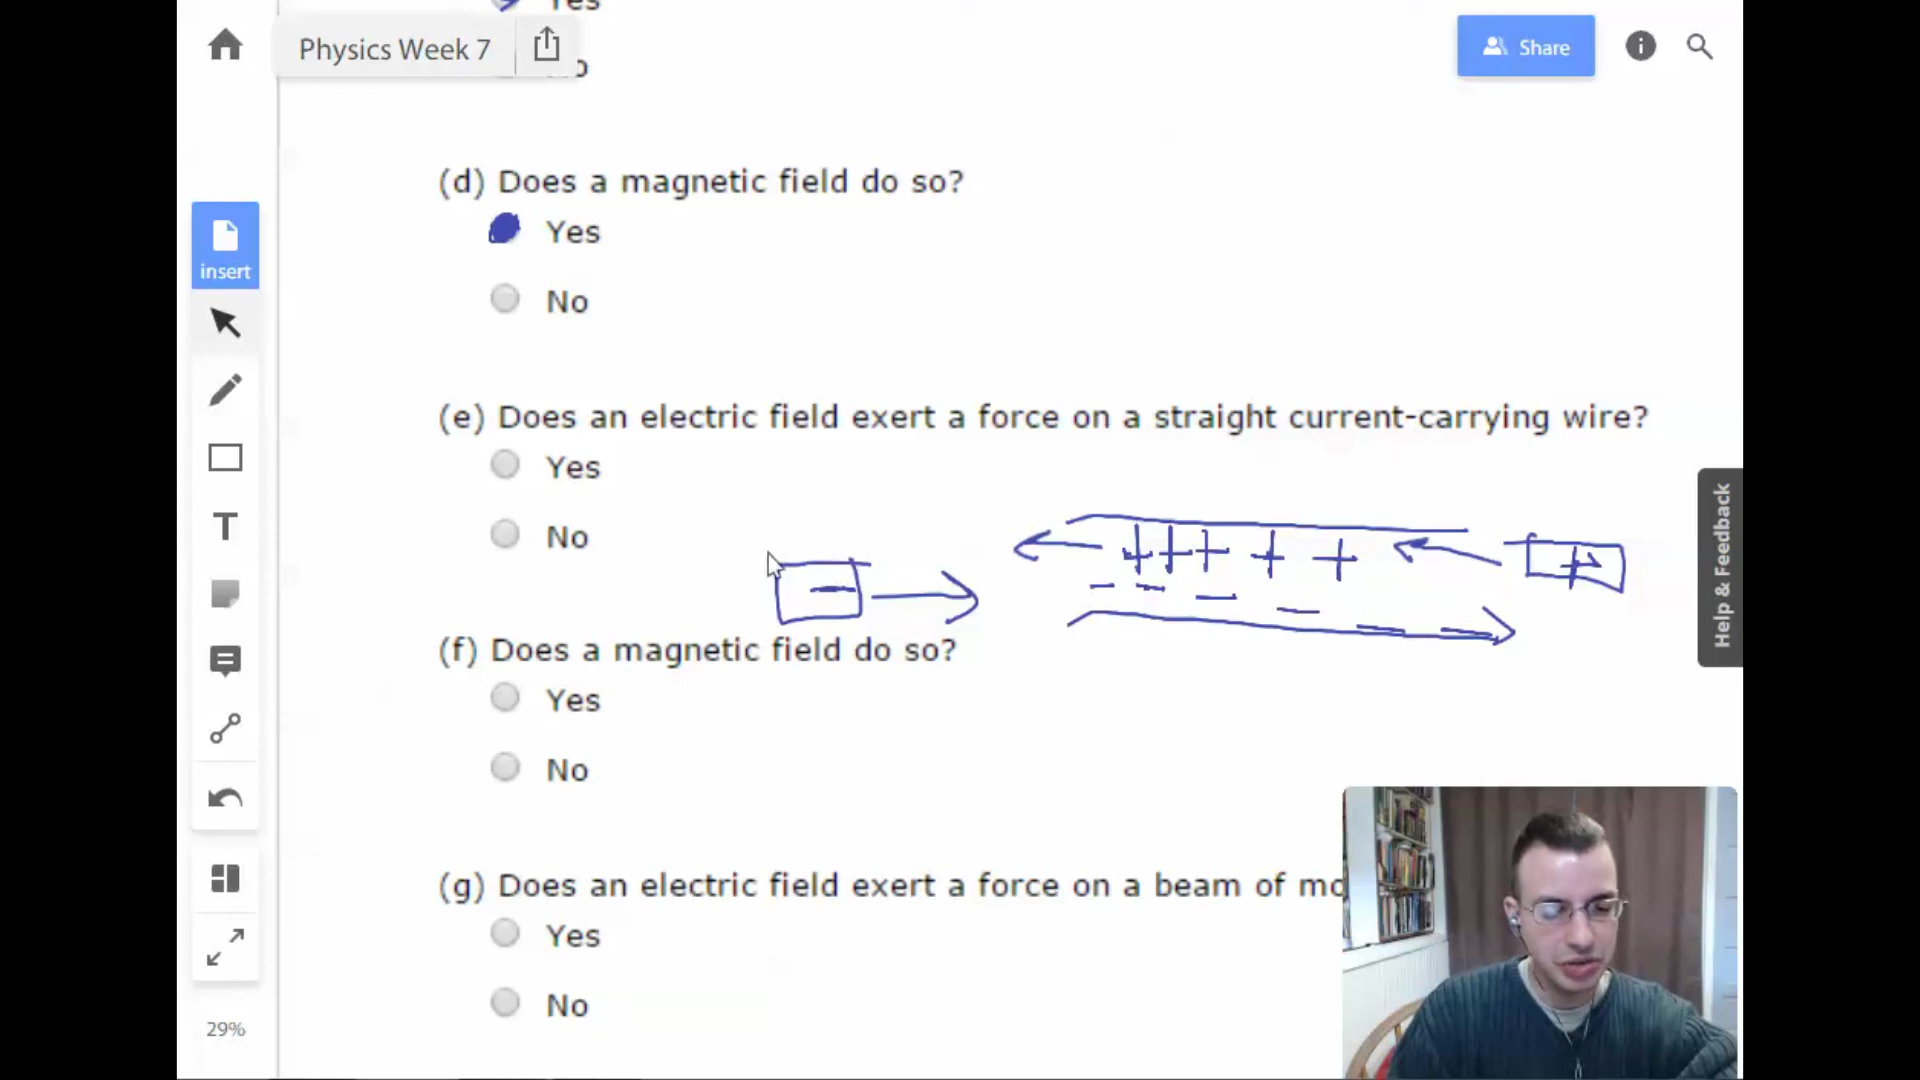 Yes
Physics Week 7
Share
(d) Does a magnetic field do so?
Yes
No
insert
(e) Does an electric field exert a force on a straight current-carrying wire?
Yes
No
+ + + + +
+
−
− − − − − −
(f) Does a magnetic field do so?
Yes
No
(g) Does an electric field exert a force on a beam of
Yes
No
T
Help & Feedback
29%